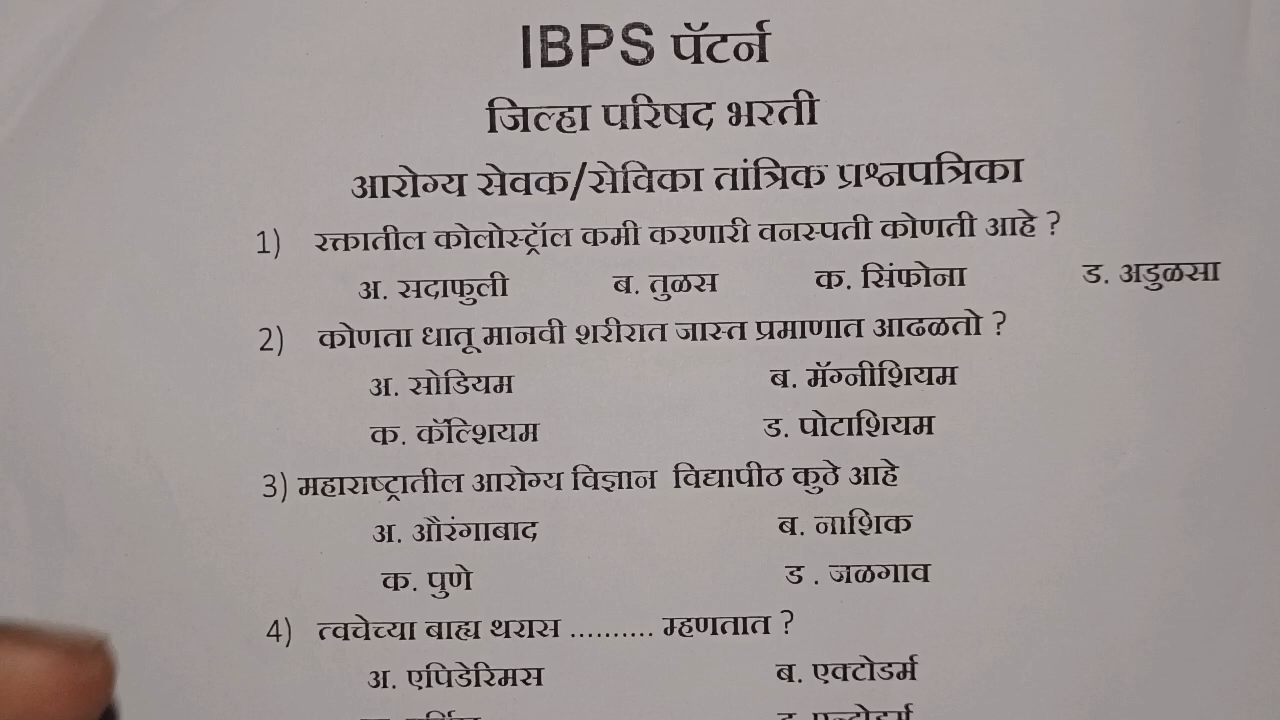 IBPS पॅटर्न
जिल्हा परिषद भरती
आरोग्य सेवक/सेविका तांत्रिक प्रश्नपत्रिका
1) रक्तातील कोलोस्ट्रॉल कमी करणारी वनस्पती कोणती आहे ?
अ. सदाफुली ब. तुळस क. सिंफोना ड. अडुळसा
2) कोणता धातू मानवी शरीरात जास्त प्रमाणात आढळतो ?
अ. सोडियम ब. मॅग्नीशियम
क. कॅल्शियम ड. पोटाशियम
3) महाराष्ट्रातील आरोग्य विज्ञान विद्यापीठ कुठे आहे
अ. औरंगाबाद ब. नाशिक
क. पुणे ड . जळगाव
4) त्वचेच्या बाह्य थरास .......... म्हणतात ?
अ. एपिडेरिमस ब. एक्टोडर्म